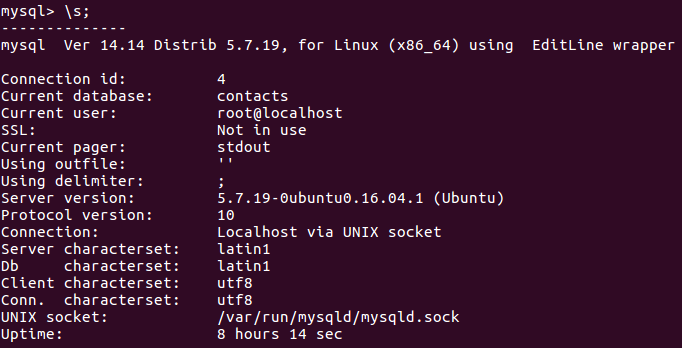 mysql> \s;
--------------
mysql  Ver 14.14 Distrib 5.7.19, for Linux (x86_64) using  EditLine wrapper

Connection id:          4
Current database:       contacts
Current user:           root@localhost
SSL:                    Not in use
Current pager:          stdout
Using outfile:          ''
Using delimiter:        ;
Server version:         5.7.19-0ubuntu0.16.04.1 (Ubuntu)
Protocol version:       10
Connection:             Localhost via UNIX socket
Server characterset:    latin1
Db     characterset:    latin1
Client characterset:    utf8
Conn.  characterset:    utf8
UNIX socket:            /var/run/mysqld/mysqld.sock
Uptime:                 8 hours 14 sec